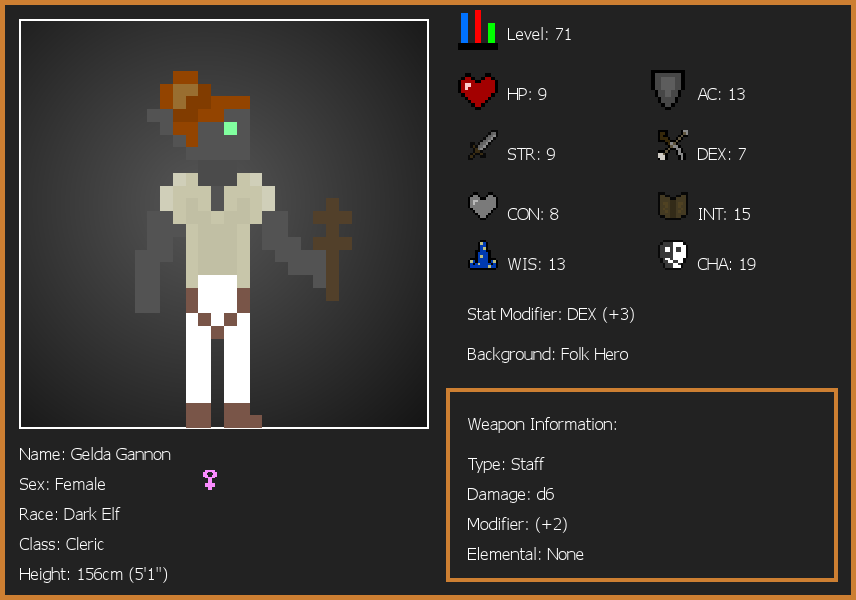 Level: 71
HP: 9
AC: 13
STR: 9
DEX: 7
CON: 8
INT: 15
WIS: 13
CHA: 19
Stat Modifier: DEX (+3)
Background: Folk Hero
Weapon Information:
Type: Staff
Damage: d6
Modifier: (+2)
Elemental: None
Name: Gelda Gannon
Sex: Female
Race: Dark Elf
Class: Cleric
Height: 156cm (5'1")